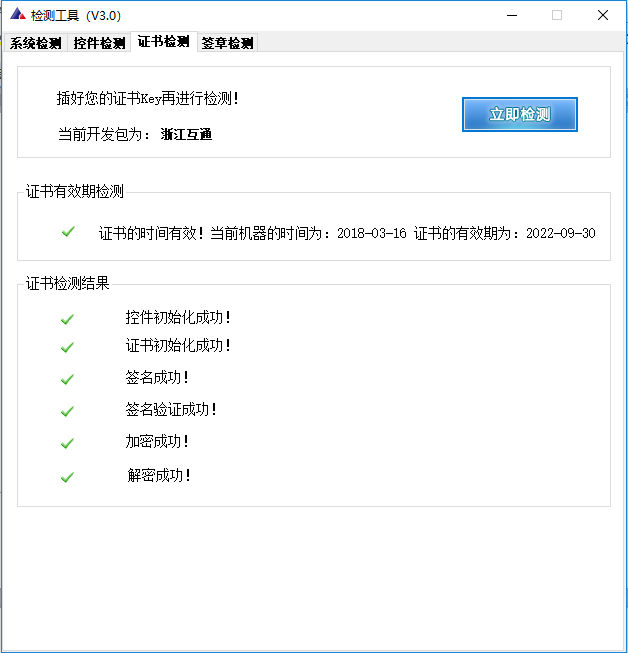 检测工具（V3.0）
系统检测 控件检测 证书检测 签章检测
插好您的证书Key再进行检测!
立即检测
当前开发包为: 浙江互通
证书有效期检测
证书的时间有效! 当前机器的时间为: 2018-03-16 证书的有效期为: 2022-09-30
证书检测结果
控件初始化成功!
证书初始化成功!
签名成功!
签名验证成功!
加密成功!
解密成功!